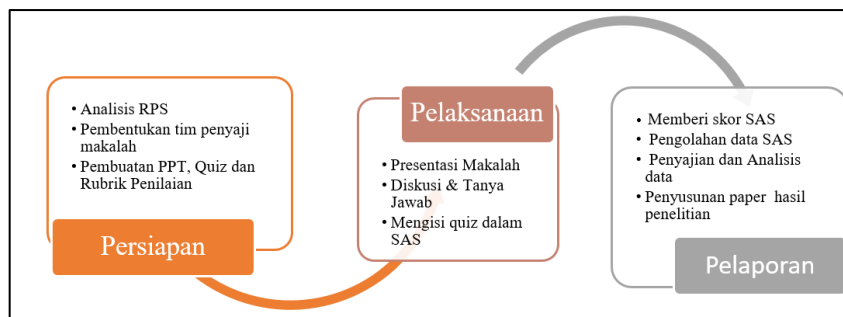 • Analisis RPS
• Pembentukan tim penyaji
makalah
• Pembuatan PPT, Quiz dan
Rubrik Penilaian
Persiapan
Pelaksanaan
• Presentasi Makalah
• Diskusi & Tanya
Jawab
• Mengisi quiz dalam
SAS
• Memberi skor SAS
• Pengolahan data SAS
• Penyajian dan Analisis
data
• Penyusunan paper hasil
penelitian
Pelaporan